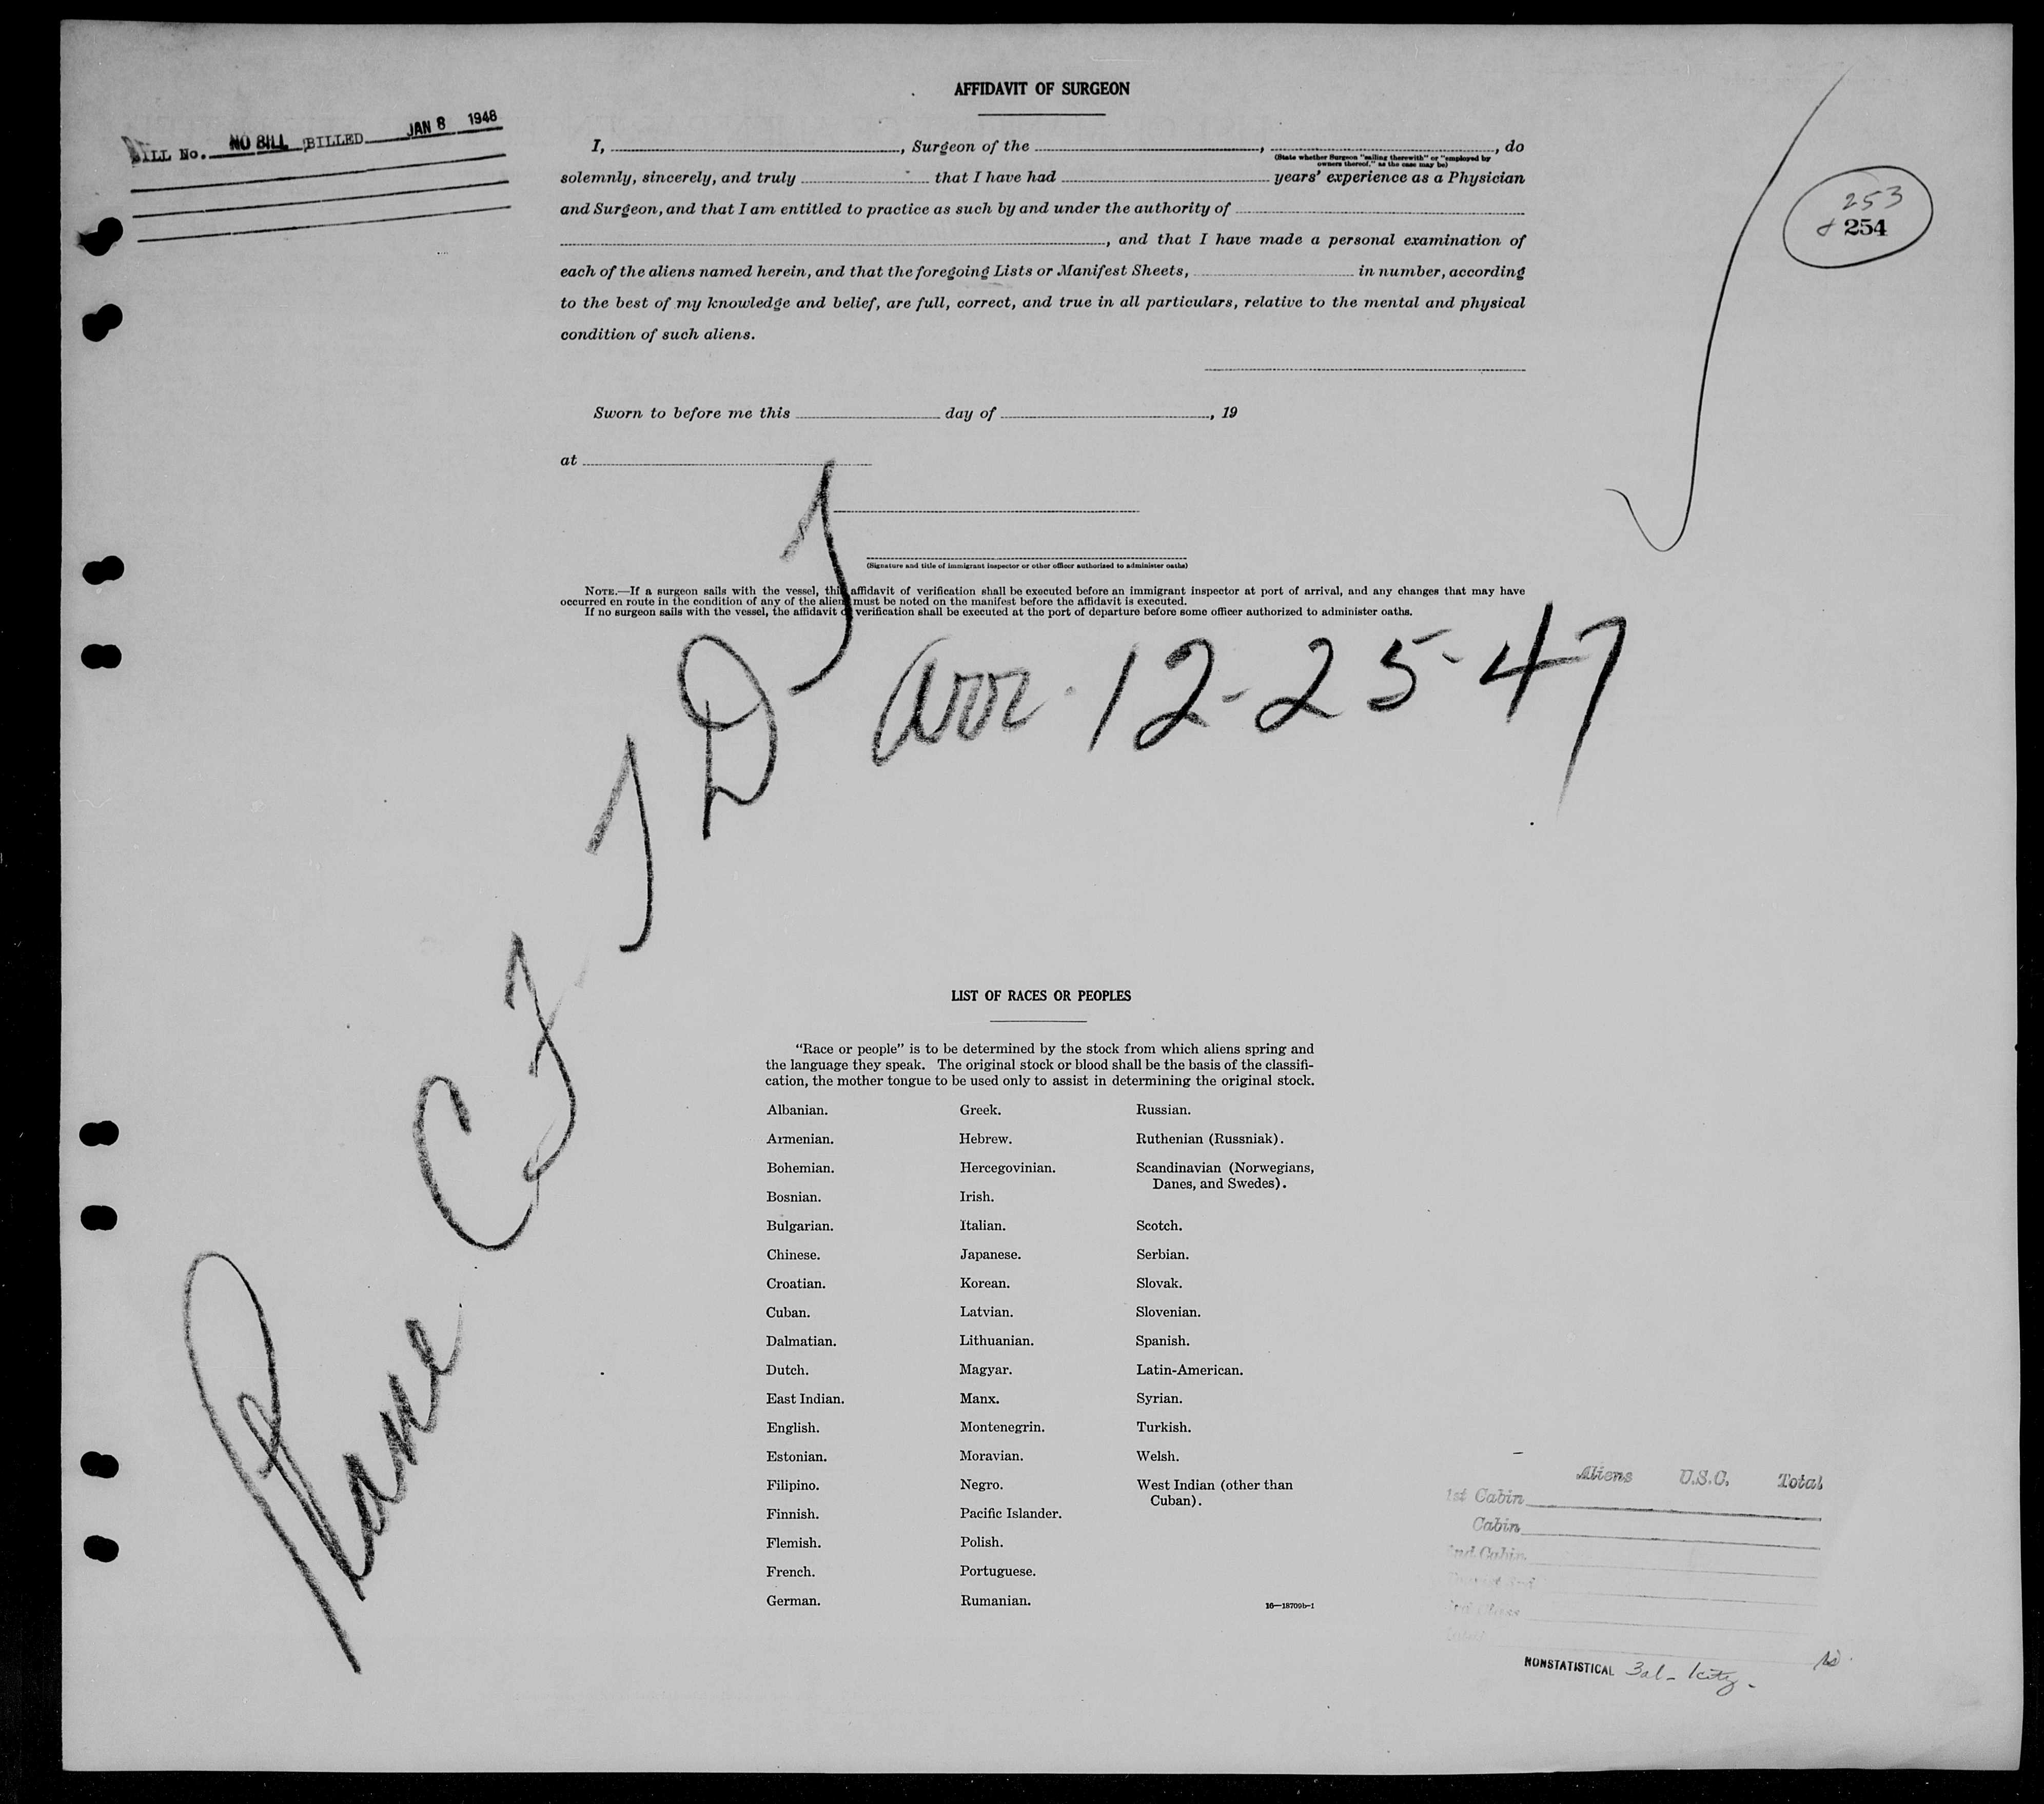 AFFIDAVIT OF SURGEON
BILL No. NO BILL BILLED JAN 8 1948
I, , Surgeon of the , , do
(State whether Surgeon "sailing therewith" or "employed by
owners thereof," as the case may be)
solemnly, sincerely, and truly that I have had years' experience as a Physician
and Surgeon, and that I am entitled to practice as such by and under the authority of
, and that I have made a personal examination of
each of the aliens named herein, and that the foregoing Lists or Manifest Sheets, in number, according
to the best of my knowledge and belief, are full, correct, and true in all particulars, relative to the mental and physical
condition of such aliens.
253
& 254
Sworn to before me this day of , 19
at
(Signature and title of immigrant inspector or other officer authorized to administer oaths)
NOTE.—If a surgeon sails with the vessel, this affidavit of verification shall be executed before an immigrant inspector at port of arrival, and any changes that may have
occurred en route in the condition of any of the aliens must be noted on the manifest before the affidavit is executed.
If no surgeon sails with the vessel, the affidavit of verification shall be executed at the port of departure before some officer authorized to administer oaths.
Plane CF-TDT
arr. 12-25-47
LIST OF RACES OR PEOPLES
"Race or people" is to be determined by the stock from which aliens spring and
the language they speak. The original stock or blood shall be the basis of the classifi-
cation, the mother tongue to be used only to assist in determining the original stock.
Albanian.
Armenian.
Bohemian.
Bosnian.
Bulgarian.
Chinese.
Croatian.
Cuban.
Dalmatian.
Dutch.
East Indian.
English.
Estonian.
Filipino.
Finnish.
Flemish.
French.
German.
Greek.
Hebrew.
Hercegovinian.
Irish.
Italian.
Japanese.
Korean.
Latvian.
Lithuanian.
Magyar.
Manx.
Montenegrin.
Moravian.
Negro.
Pacific Islander.
Polish.
Portuguese.
Rumanian.
Russian.
Ruthenian (Russniak).
Scandinavian (Norwegians,
Danes, and Swedes).
Scotch.
Serbian.
Slovak.
Slovenian.
Spanish.
Latin-American.
Syrian.
Turkish.
Welsh.
West Indian (other than
Cuban).
16—18709b-1
Aliens U.S.C. Total
1st Cabin
Cabin
2nd Cabin
3rd Class
NONSTATISTICAL 3al- 1citz.